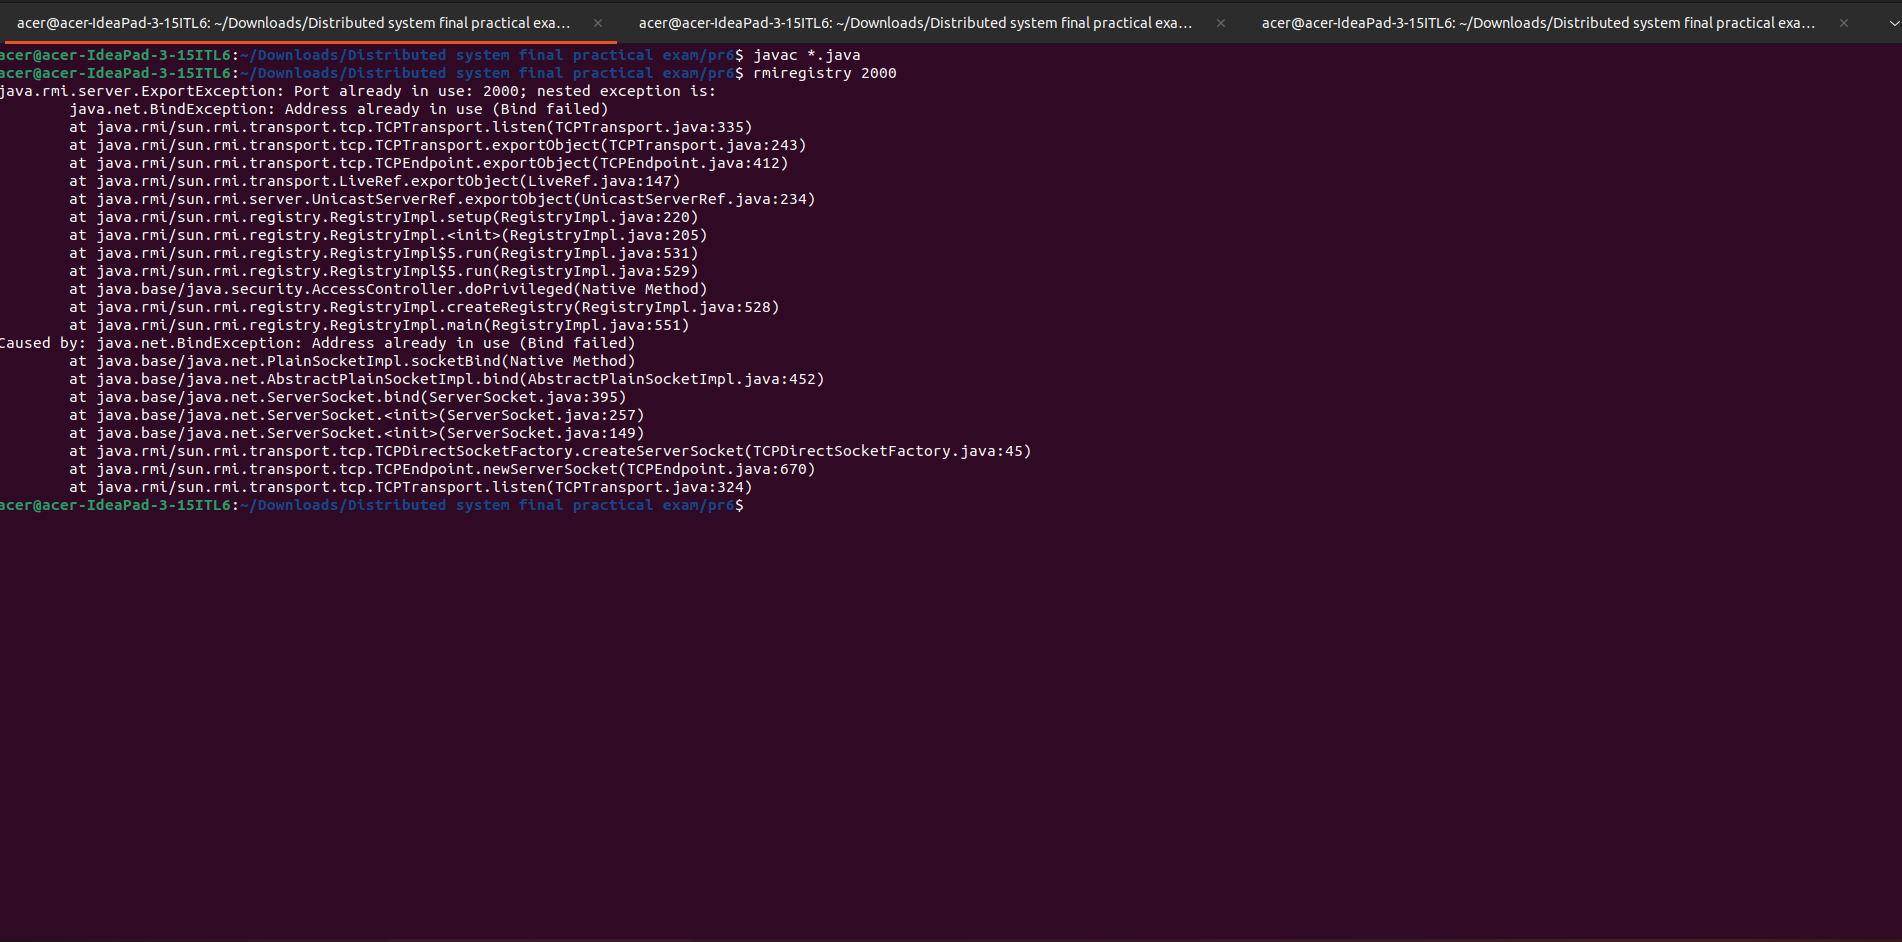 acer@acer-IdeaPad-3-15ITL6: ~/Downloads/Distributed system final practical exa...
acer@acer-IdeaPad-3-15ITL6: ~/Downloads/Distributed system final practical exa...
acer@acer-IdeaPad-3-15ITL6: ~/Downloads/Distributed system final practical exa...
acer@acer-IdeaPad-3-15ITL6:~/Downloads/Distributed system final practical exam/pr6$ javac *.java
acer@acer-IdeaPad-3-15ITL6:~/Downloads/Distributed system final practical exam/pr6$ rmiregistry 2000
java.rmi.server.ExportException: Port already in use: 2000; nested exception is:
        java.net.BindException: Address already in use (Bind failed)
        at java.rmi/sun.rmi.transport.tcp.TCPTransport.listen(TCPTransport.java:335)
        at java.rmi/sun.rmi.transport.tcp.TCPTransport.exportObject(TCPTransport.java:243)
        at java.rmi/sun.rmi.transport.tcp.TCPEndpoint.exportObject(TCPEndpoint.java:412)
        at java.rmi/sun.rmi.transport.LiveRef.exportObject(LiveRef.java:147)
        at java.rmi/sun.rmi.server.UnicastServerRef.exportObject(UnicastServerRef.java:234)
        at java.rmi/sun.rmi.registry.RegistryImpl.setup(RegistryImpl.java:220)
        at java.rmi/sun.rmi.registry.RegistryImpl.<init>(RegistryImpl.java:205)
        at java.rmi/sun.rmi.registry.RegistryImpl$5.run(RegistryImpl.java:531)
        at java.rmi/sun.rmi.registry.RegistryImpl$5.run(RegistryImpl.java:529)
        at java.base/java.security.AccessController.doPrivileged(Native Method)
        at java.rmi/sun.rmi.registry.RegistryImpl.createRegistry(RegistryImpl.java:528)
        at java.rmi/sun.rmi.registry.RegistryImpl.main(RegistryImpl.java:551)
Caused by: java.net.BindException: Address already in use (Bind failed)
        at java.base/java.net.PlainSocketImpl.socketBind(Native Method)
        at java.base/java.net.AbstractPlainSocketImpl.bind(AbstractPlainSocketImpl.java:452)
        at java.base/java.net.ServerSocket.bind(ServerSocket.java:395)
        at java.base/java.net.ServerSocket.<init>(ServerSocket.java:257)
        at java.base/java.net.ServerSocket.<init>(ServerSocket.java:149)
        at java.rmi/sun.rmi.transport.tcp.TCPDirectSocketFactory.createServerSocket(TCPDirectSocketFactory.java:45)
        at java.rmi/sun.rmi.transport.tcp.TCPEndpoint.newServerSocket(TCPEndpoint.java:670)
        at java.rmi/sun.rmi.transport.tcp.TCPTransport.listen(TCPTransport.java:324)
acer@acer-IdeaPad-3-15ITL6:~/Downloads/Distributed system final practical exam/pr6$